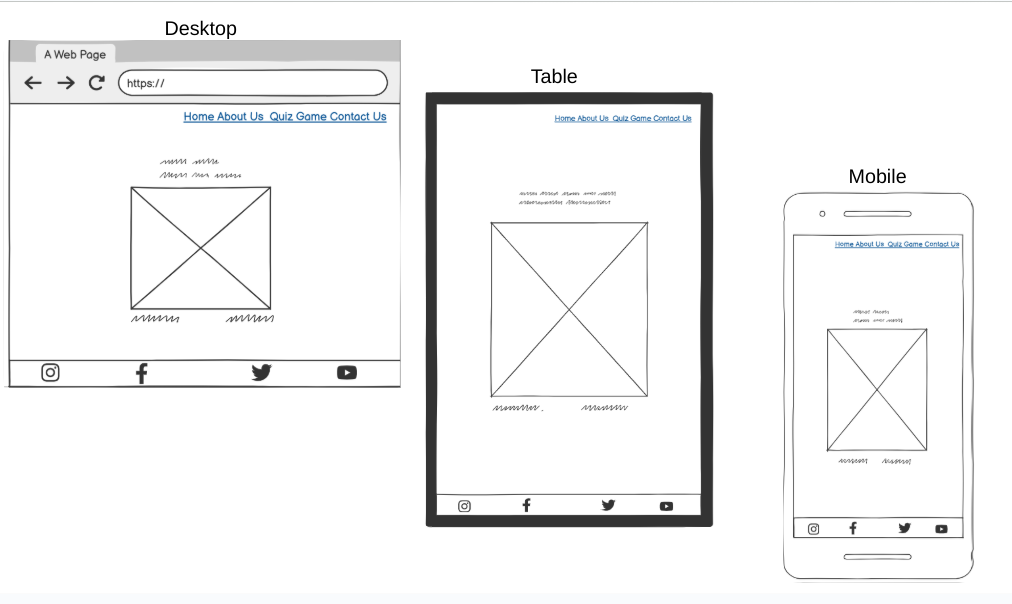 Desktop
A Web Page
https://
Home About Us Quiz Game Contact Us
Table
Home About Us Quiz Game Contact Us
Mobile
Home About Us Quiz Game Contact Us